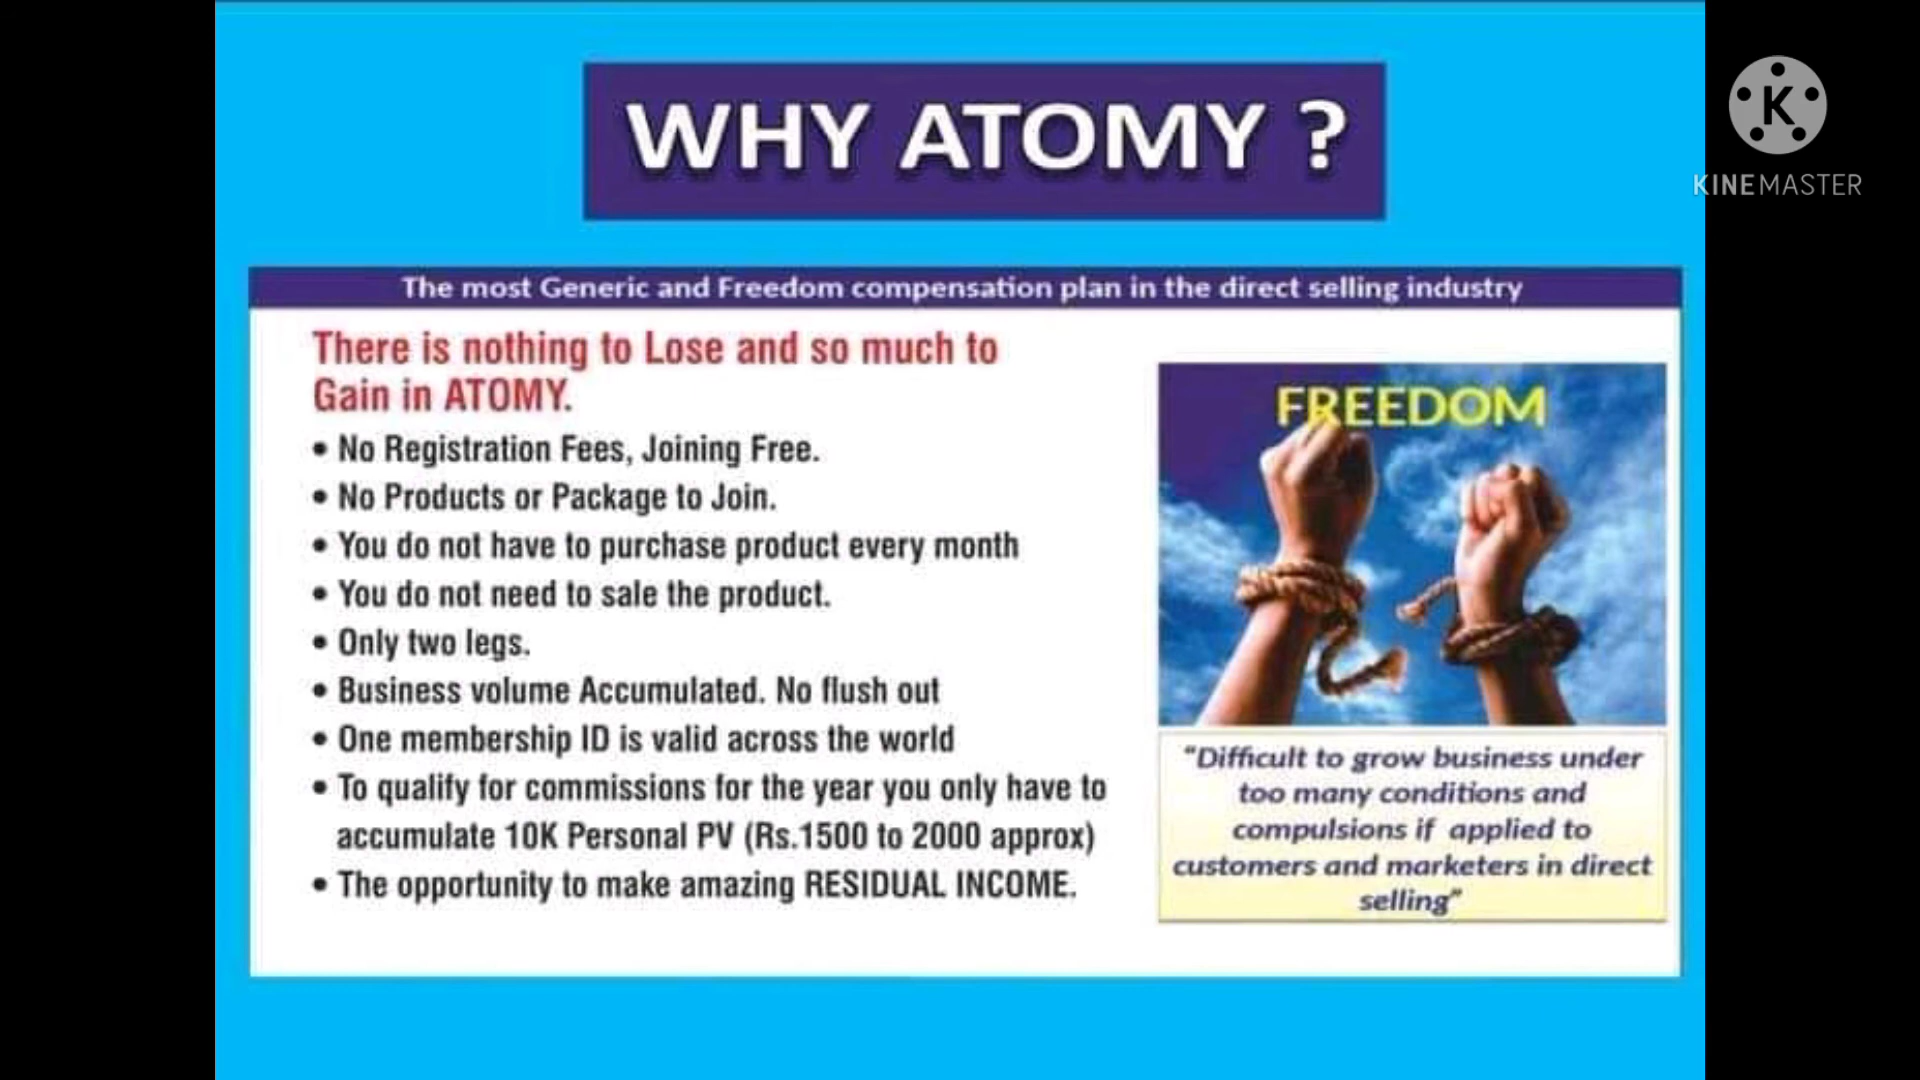 WHY ATOMY ?
KINEMASTER
The most Generic and Freedom compensation plan in the direct selling industry
There is nothing to Lose and so much to
Gain in ATOMY.
• No Registration Fees, Joining Free.
• No Products or Package to Join.
• You do not have to purchase product every month
• You do not need to sale the product.
• Only two legs.
• Business volume Accumulated. No flush out
• One membership ID is valid across the world
• To qualify for commissions for the year you only have to
accumulate 10K Personal PV (Rs.1500 to 2000 approx)
• The opportunity to make amazing RESIDUAL INCOME.
FREEDOM
"Difficult to grow business under
too many conditions and
compulsions if applied to
customers and marketers in direct
selling"